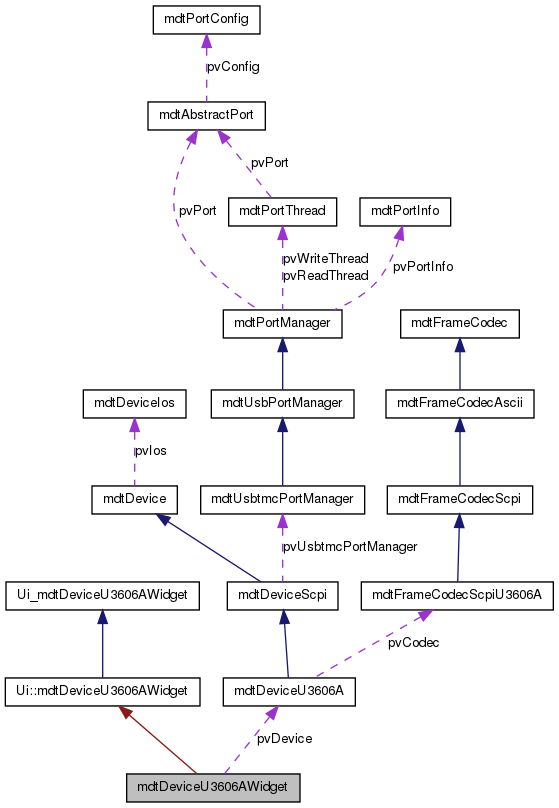 mdtPortConfig
pvConfig
mdtAbstractPort
pvPort
pvPort
mdtPortThread
mdtPortInfo
pvWriteThread
pvReadThread
pvPortInfo
mdtPortManager
mdtFrameCodec
mdtDeviceIos
mdtUsbPortManager
mdtFrameCodecAscii
pvIos
mdtDevice
mdtUsbtmcPortManager
mdtFrameCodecScpi
pvUsbtmcPortManager
Ui_mdtDeviceU3606AWidget
mdtDeviceScpi
mdtFrameCodecScpiU3606A
pvCodec
Ui::mdtDeviceU3606AWidget
mdtDeviceU3606A
pvDevice
mdtDeviceU3606AWidget